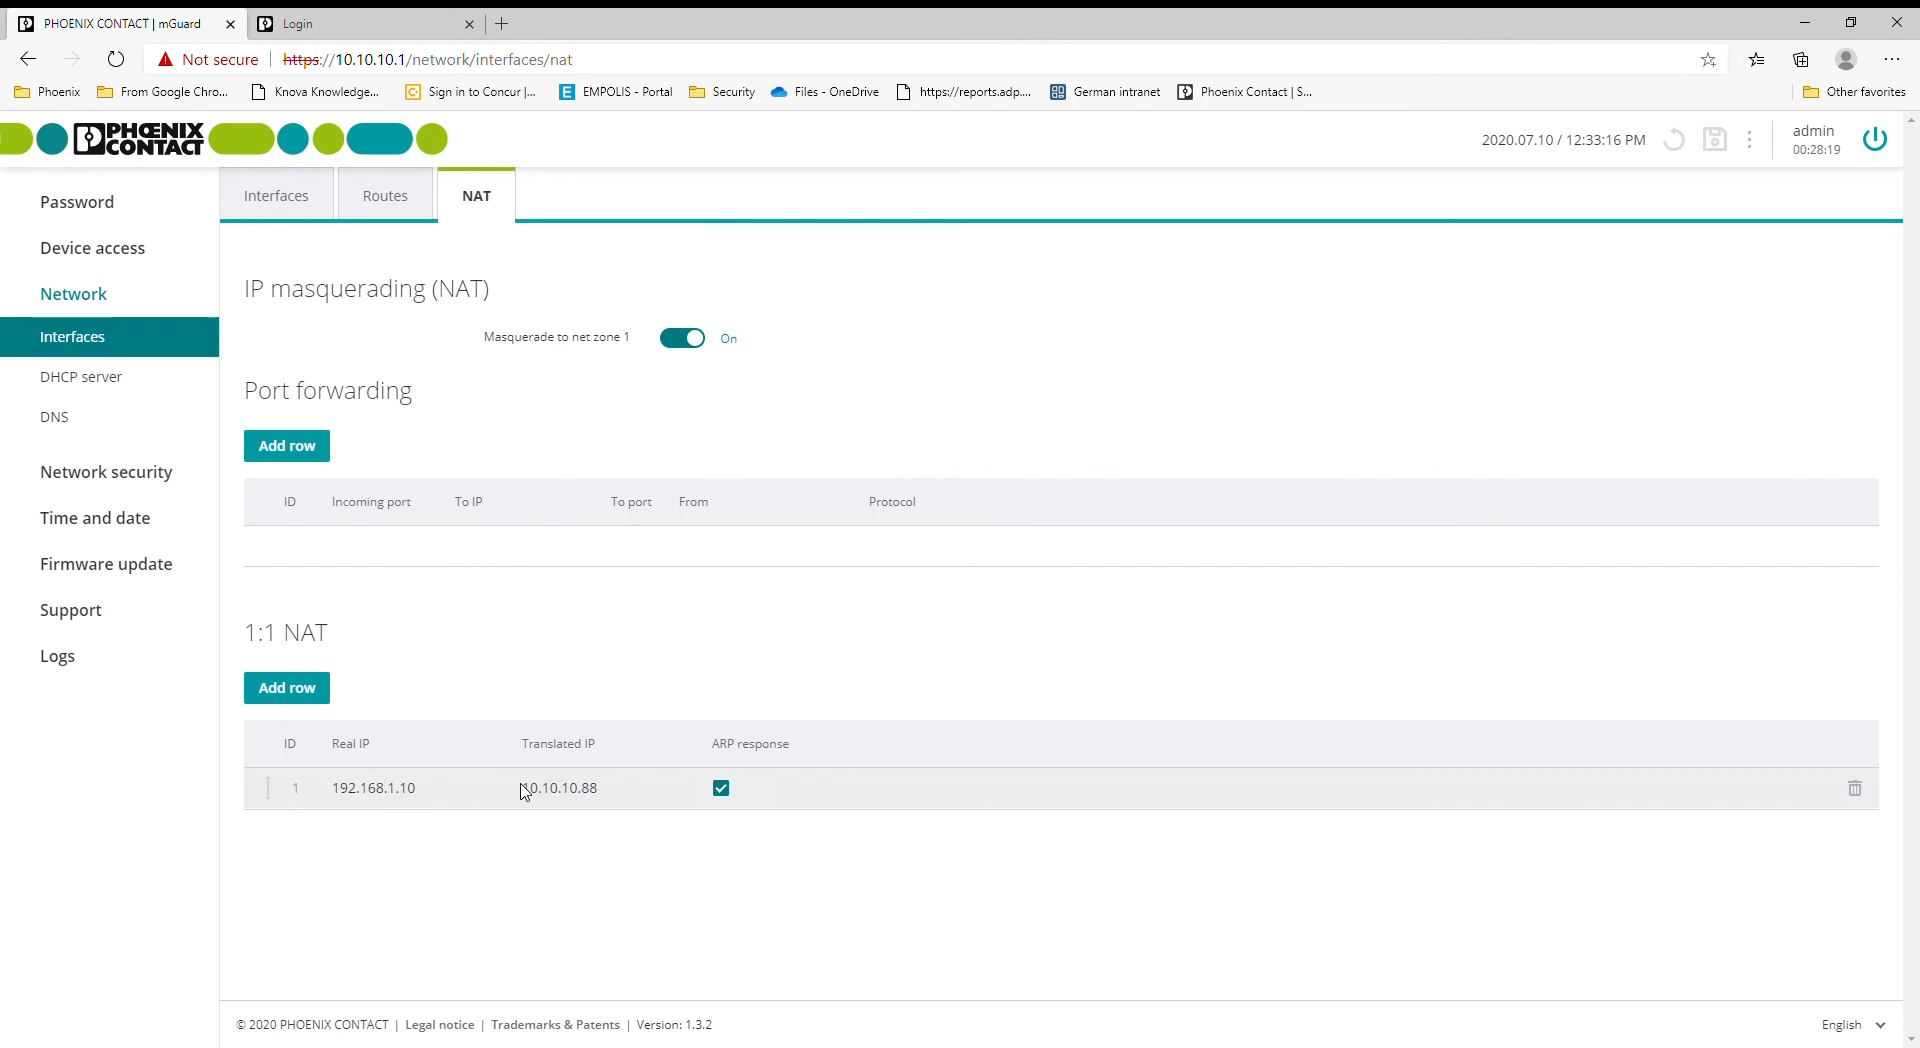 PHOENIX CONTACT | mGuard
Login
Not secure https://10.10.10.1/network/interfaces/nat
Phoenix From Google Chro... Knova Knowledge... Sign in to Concur |... EMPOLIS - Portal Security Files - OneDrive https://reports.adp.... German intranet Phoenix Contact | S... Other favorites
PHŒNIX
CONTACT
2020.07.10 / 12:33:16 PM
admin
00:28:19
Password
Device access
Network
Interfaces
DHCP server
DNS
Network security
Time and date
Firmware update
Support
Logs
Interfaces Routes NAT
IP masquerading (NAT)
Masquerade to net zone 1 On
Port forwarding
Add row
ID Incoming port To IP To port From Protocol
1:1 NAT
Add row
ID Real IP Translated IP ARP response
1 192.168.1.10 10.10.10.88
© 2020 PHOENIX CONTACT | Legal notice | Trademarks & Patents | Version: 1.3.2
English